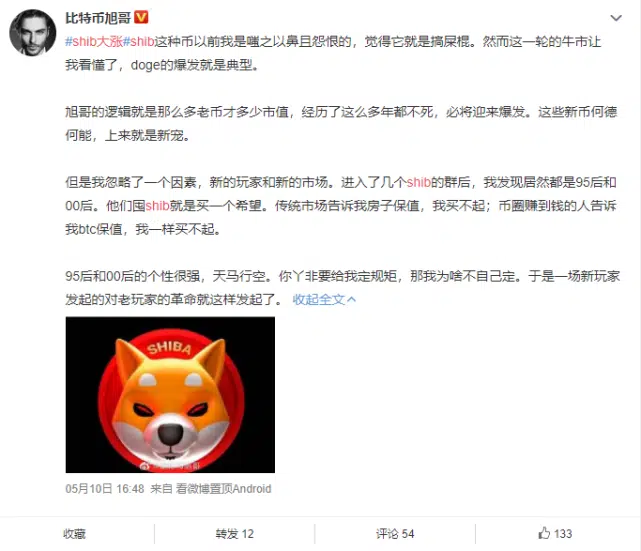 比特币旭哥
#shib大涨#shib这种币以前我是嗤之以鼻且怨恨的，觉得它就是搞屎棍。然而这一轮的牛市让
我看懂了，doge的爆发就是典型。
旭哥的逻辑就是那么多老币才多少市值，经历了这么多年都不死，必将迎来爆发。这些新币何德
何能，上来就是新宠。
但是我忽略了一个因素，新的玩家和新的市场。进入了几个shib的群后，我发现居然都是95后和
00后。他们囤shib就是买一个希望。传统市场告诉我房子保值，我买不起；币圈赚到钱的人告诉
我btc保值，我一样买不起。
95后和00后的个性很强，天马行空。你丫非要给我定规矩，那我为啥不自己定。于是一场新玩家
发起的对老玩家的革命就这样发起了。 收起全文
SHIBA
05月10日 16:48 来自 看微博置顶Android
收藏
转发 12
评论 54
133